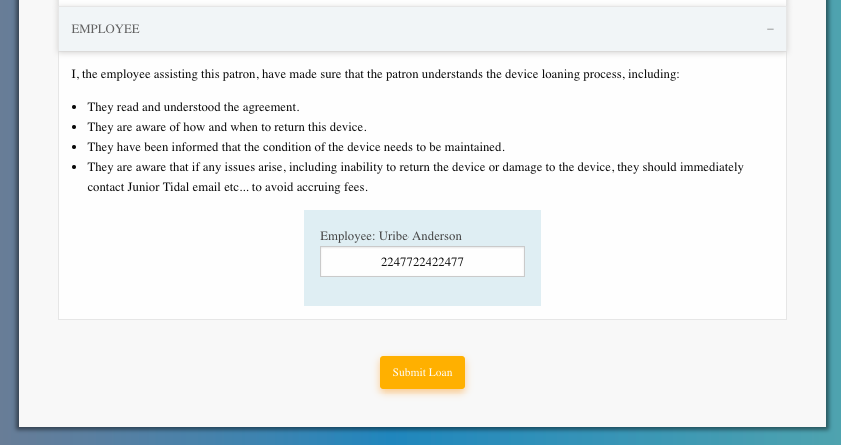 EMPLOYEE –
I, the employee assisting this patron, have made sure that the patron understands the device loaning process, including:
• They read and understood the agreement.
• They are aware of how and when to return this device.
• They have been informed that the condition of the device needs to be maintained.
• They are aware that if any issues arise, including inability to return the device or damage to the device, they should immediately
contact Junior Tidal email etc... to avoid accruing fees.
Employee: Uribe Anderson
2247722422477
Submit Loan